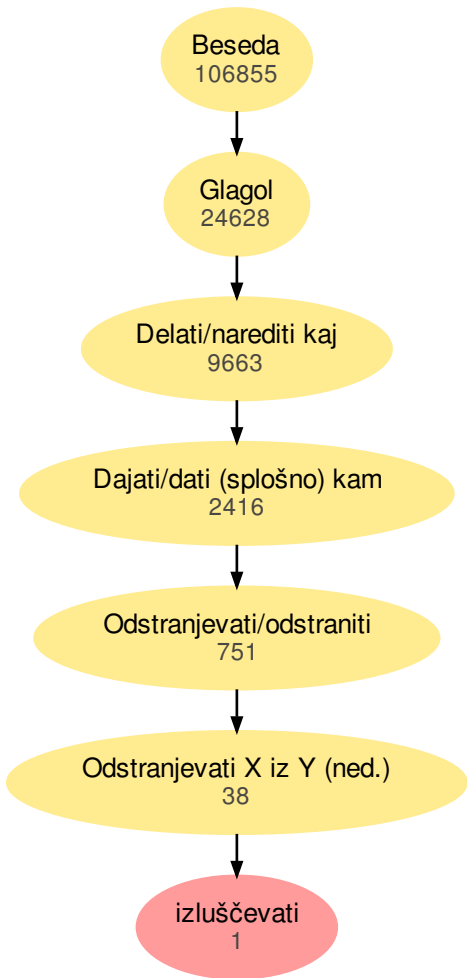 Beseda
106855
Glagol
24628
Delati/narediti kaj
9663
Dajati/dati (splošno) kam
2416
Odstranjevati/odstraniti
751
Odstranjevati X iz Y (ned.)
38
izluščevati
1